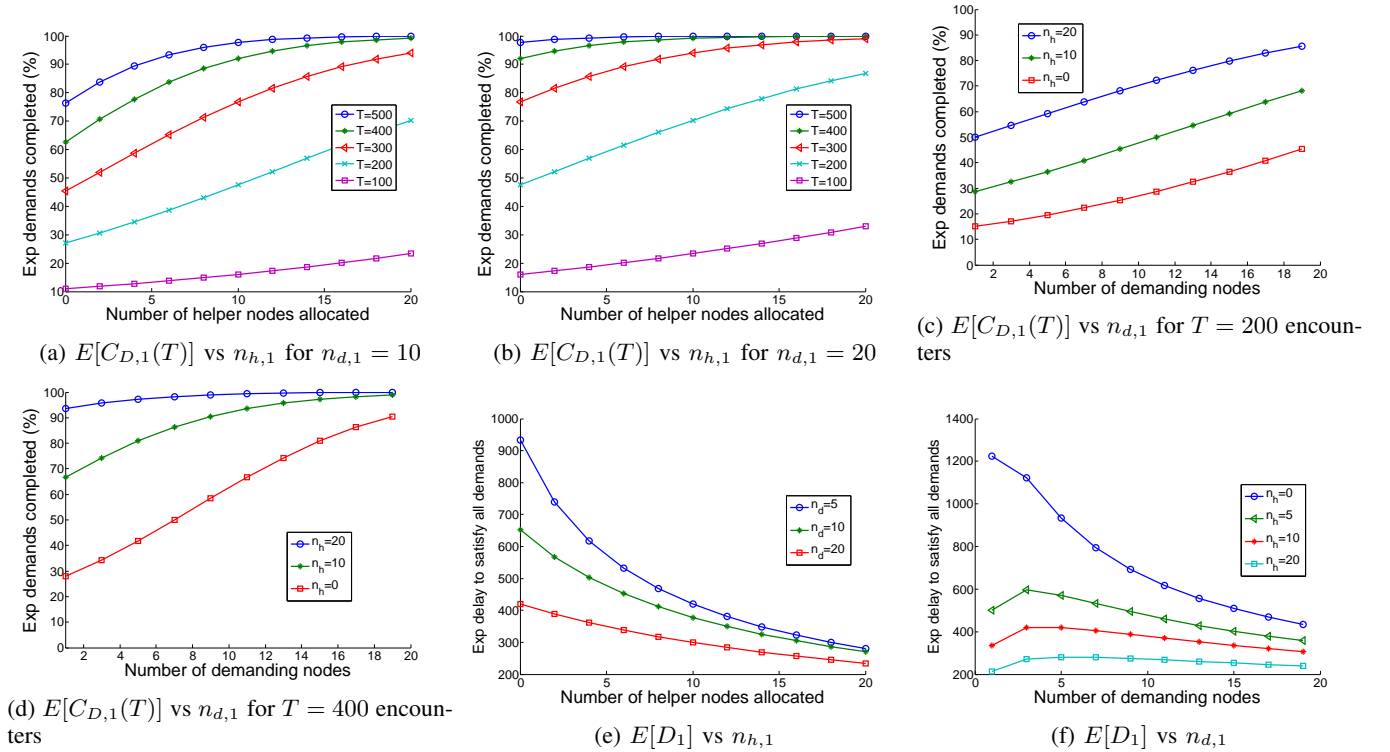 100
90
80
70
60
50
40
30
20
10
0 5 10 15 20
Exp demands completed (%)
Number of helper nodes allocated
T=500
T=400
T=300
T=200
T=100
(a) E[C_{D,1}(T)] vs n_{h,1} for n_{d,1} = 10
100
90
80
70
60
50
40
30
20
10
0 5 10 15 20
Exp demands completed (%)
Number of helper nodes allocated
T=500
T=400
T=300
T=200
T=100
(b) E[C_{D,1}(T)] vs n_{h,1} for n_{d,1} = 20
100
90
80
70
60
50
40
30
20
10
0
2 4 6 8 10 12 14 16 18 20
Exp demands completed (%)
Number of demanding nodes
n_h=20
n_h=10
n_h=0
(c) E[C_{D,1}(T)] vs n_{d,1} for T = 200 encoun-
ters
100
90
80
70
60
50
40
30
20
10
0
2 4 6 8 10 12 14 16 18 20
Exp demands completed (%)
Number of demanding nodes
n_h=20
n_h=10
n_h=0
(d) E[C_{D,1}(T)] vs n_{d,1} for T = 400 encoun-
ters
1000
900
800
700
600
500
400
300
200
0 5 10 15 20
Exp delay to satisfy all demands
Number of helper nodes allocated
n_d=5
n_d=10
n_d=20
(e) E[D_1] vs n_{h,1}
1400
1200
1000
800
600
400
200
0 5 10 15 20
Exp delay to satisfy all demands
Number of demanding nodes
n_h=0
n_h=5
n_h=10
n_h=20
(f) E[D_1] vs n_{d,1}